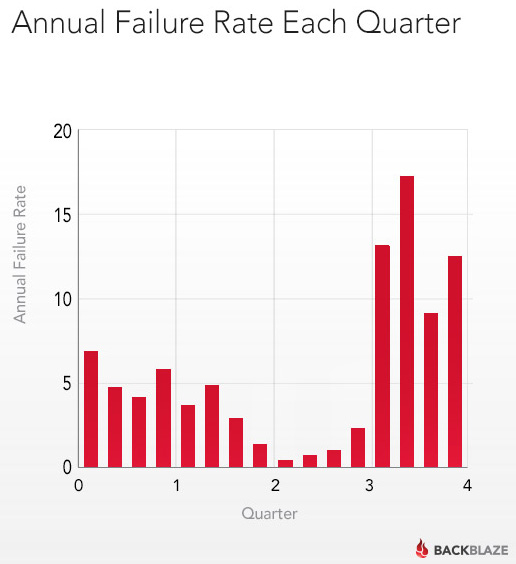 Annual Failure Rate Each Quarter
Annual Failure Rate
20
15
10
5
0
0 1 2 3 4
Quarter
BACKBLAZE